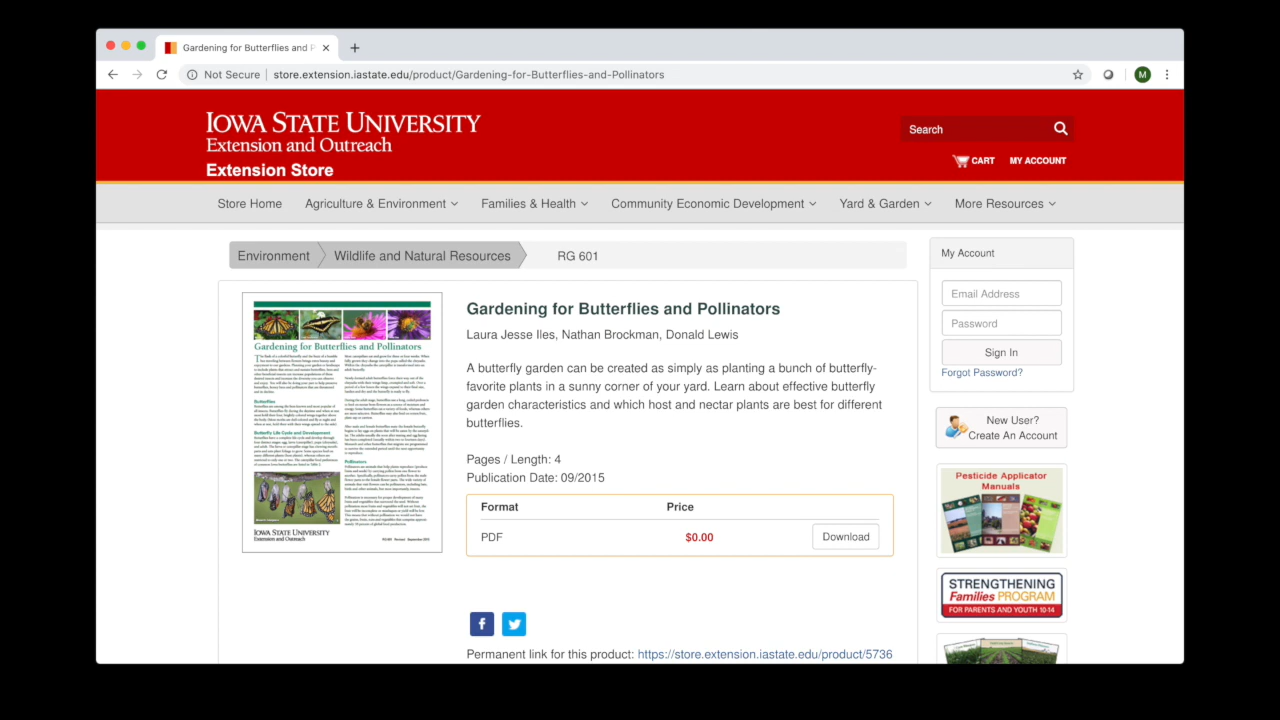 Gardening for Butterflies and P
Not Secure
store.extension.iastate.edu/product/Gardening-for-Butterflies-and-Pollinators
M
IOWA STATE UNIVERSITY
Extension and Outreach
Extension Store
Search
CART
MY ACCOUNT
Store Home
Agriculture & Environment
Families & Health
Community Economic Development
Yard & Garden
More Resources
Environment
Wildlife and Natural Resources
RG 601
Gardening for Butterflies and Pollinators
Butterflies
Butterfly Life Cycle and Development
Pollinators
IOWA STATE UNIVERSITY
Extension and Outreach
Gardening for Butterflies and Pollinators
Laura Jesse Iles, Nathan Brockman, Donald Lewis
A butterfly garden can be created as simply as planting a bunch of butterfly-
favorite plants in a sunny corner of your yard. Learn about effective butterfly
garden characteristics and which host and nectar plants are best for different
butterflies.
Pages / Length: 4
Publication Date: 09/2015
Format
Price
PDF
$0.00
Download
Permanent link for this product: https://store.extension.iastate.edu/product/5736
My Account
Email Address
Password
Sign In
Forgot Password?
New User?
Create An Account
Pesticide Applicator
Manuals
STRENGTHENING
Families PROGRAM
FOR PARENTS AND YOUTH 10-14